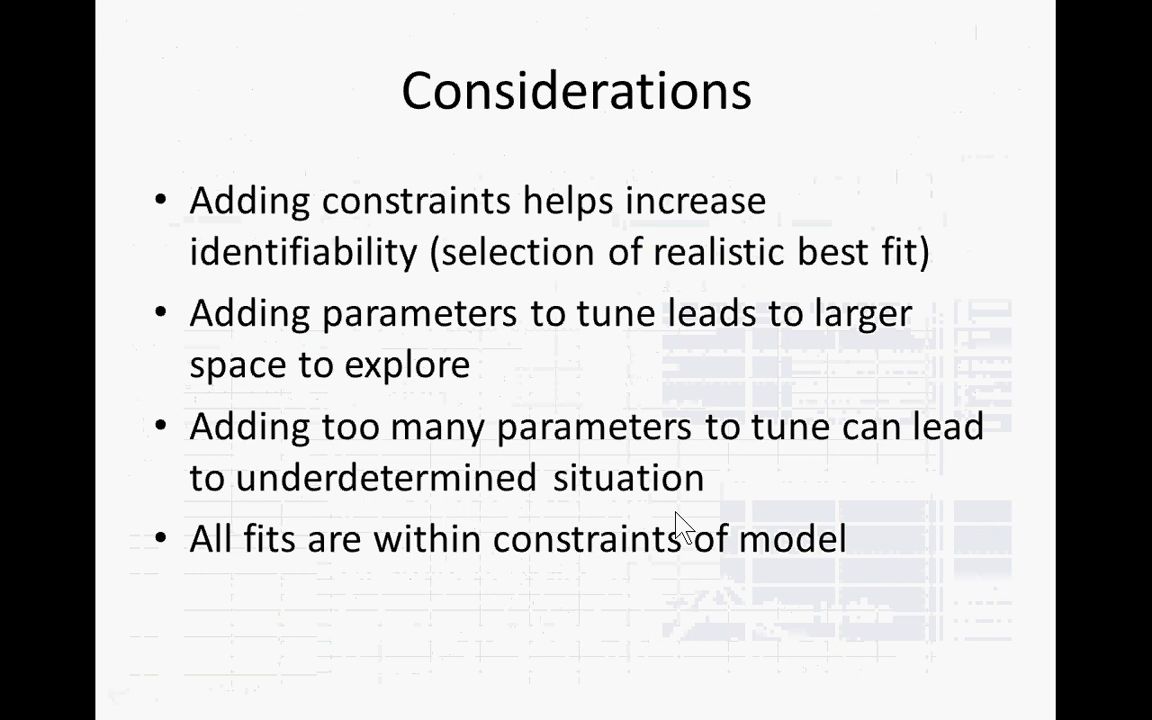 Considerations
• Adding constraints helps increase
identifiability (selection of realistic best fit)
• Adding parameters to tune leads to larger
space to explore
• Adding too many parameters to tune can lead
to underdetermined situation
• All fits are within constraints of model